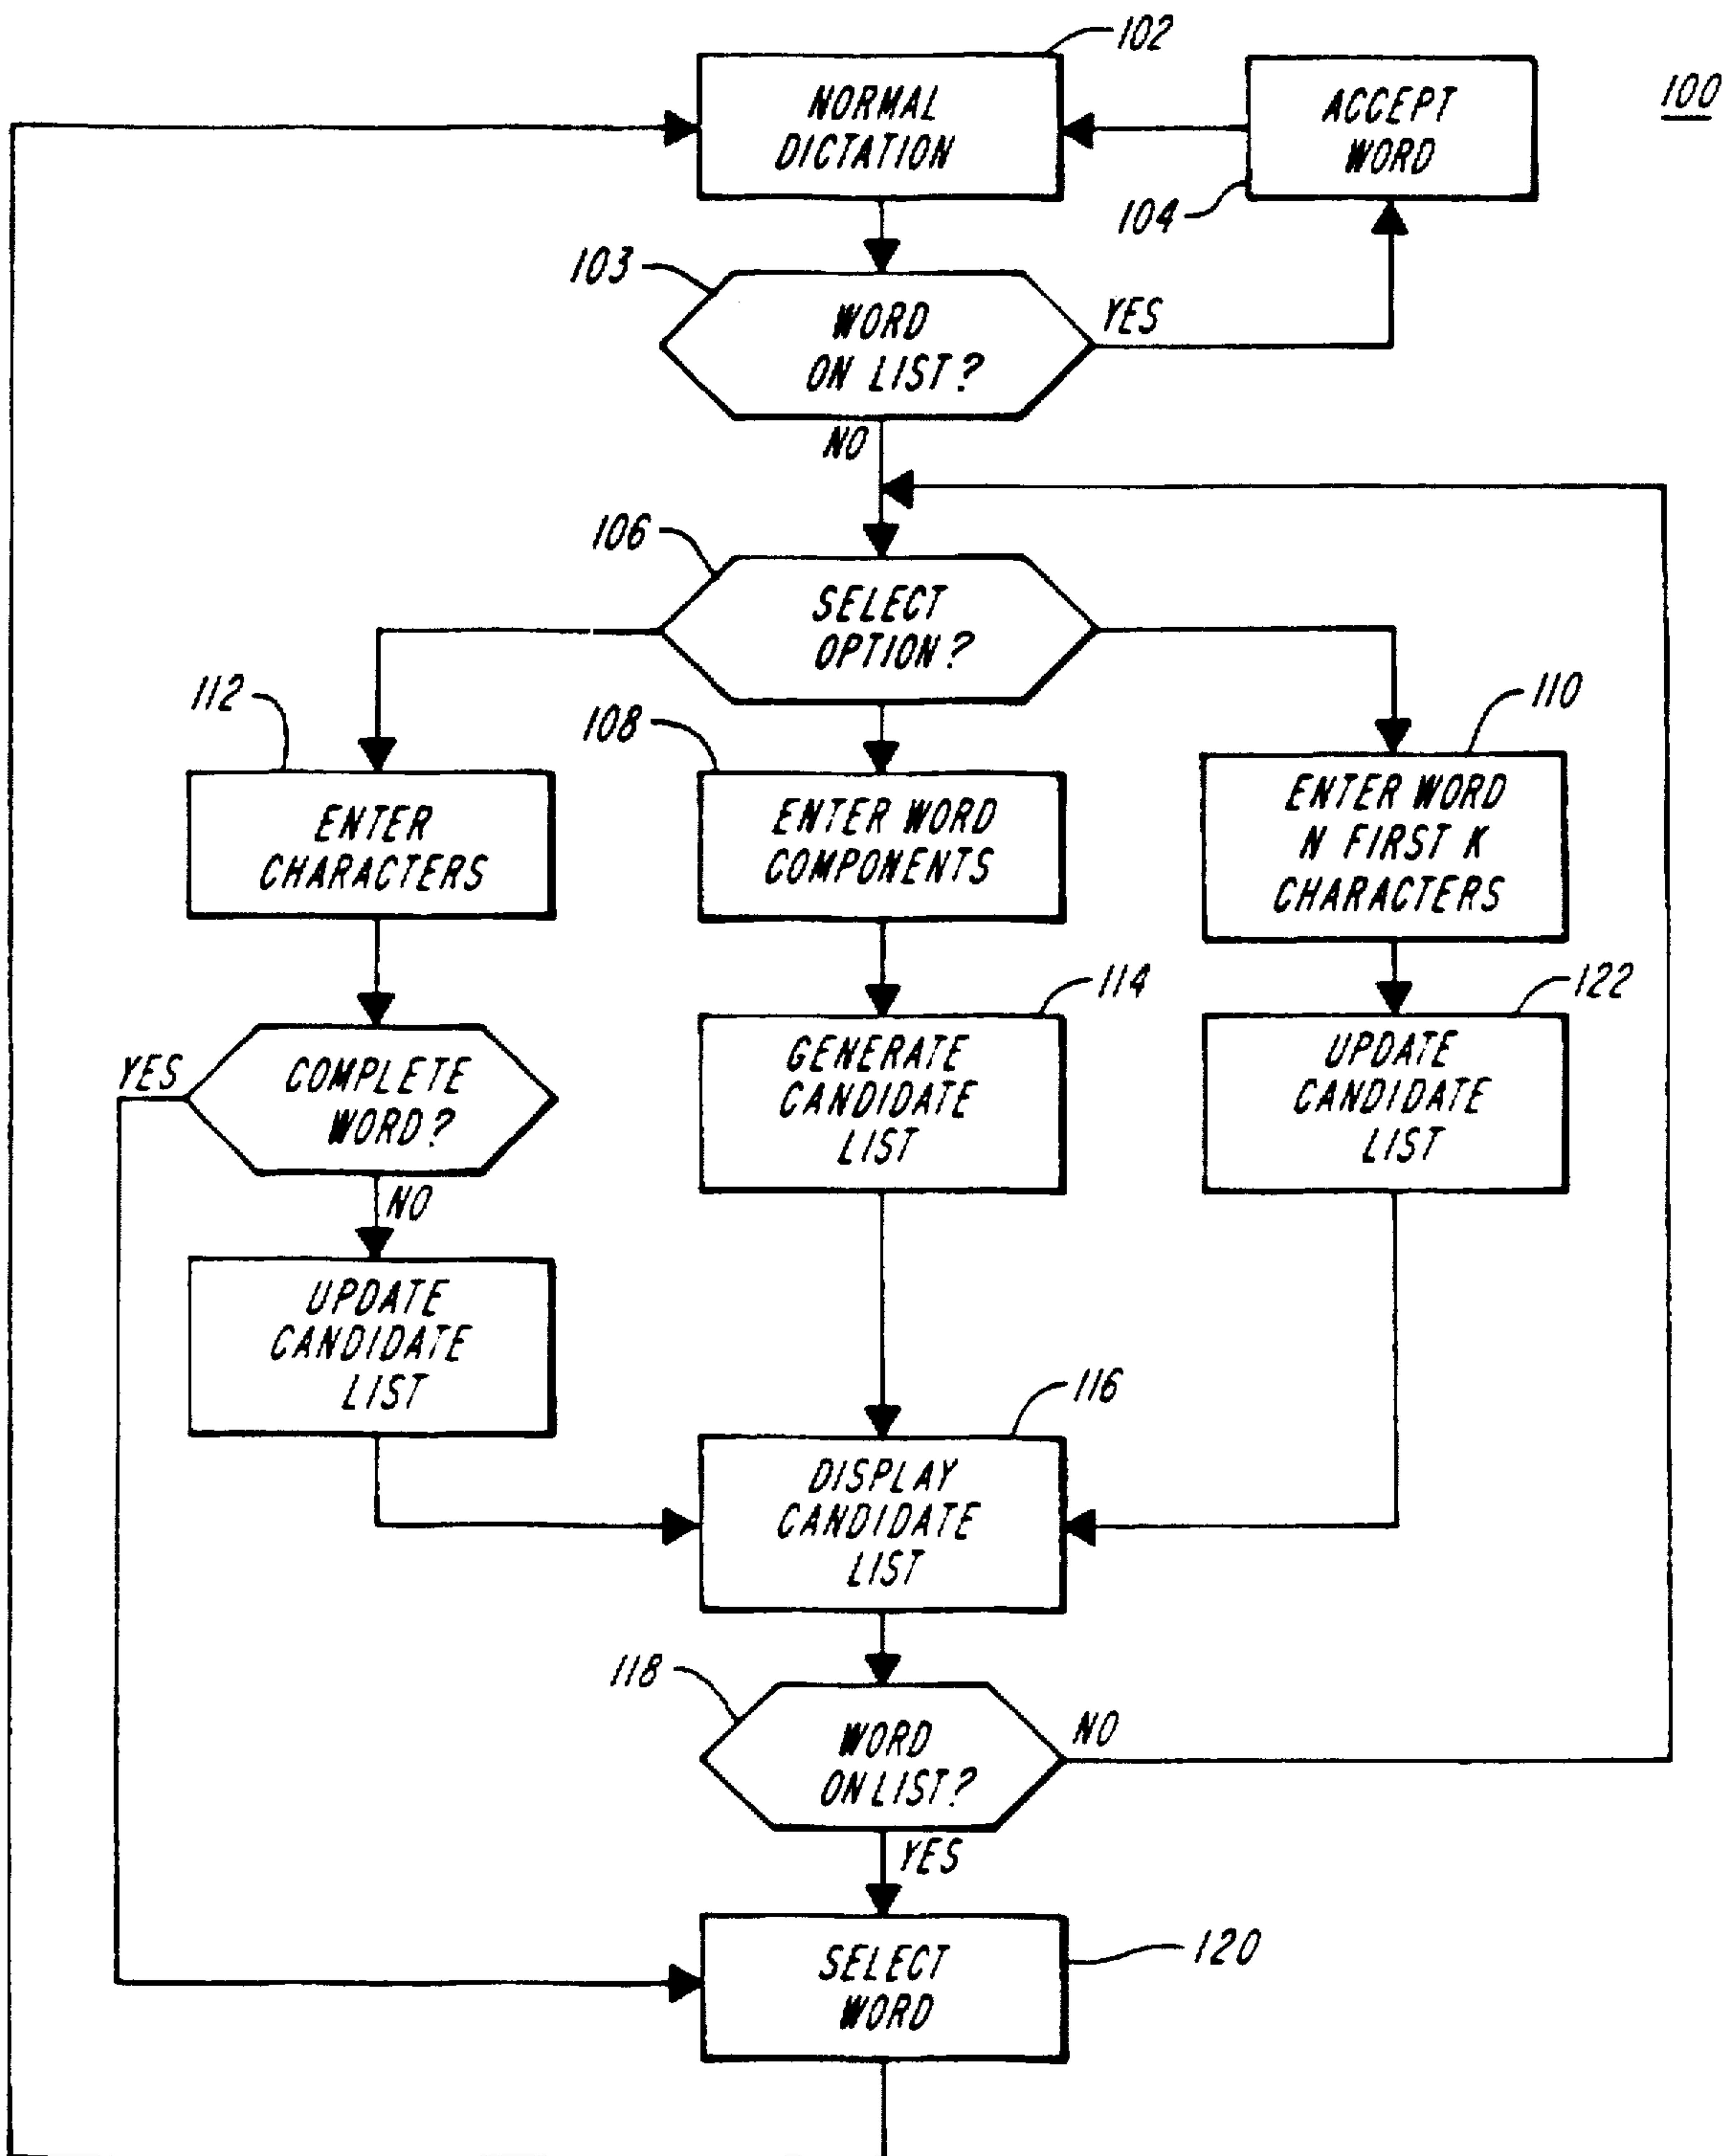 102
NORMAL
DICTATION
ACCEPT
WORD
100
104
103
WORD
ON LIST?
YES
NO
106
SELECT
OPTION?
112
108
110
ENTER
CHARACTERS
ENTER WORD
COMPONENTS
ENTER WORD
N FIRST K
CHARACTERS
114
122
YES
COMPLETE
WORD?
NO
GENERATE
CANDIDATE
LIST
UPDATE
CANDIDATE
LIST
UPDATE
CANDIDATE
LIST
116
DISPLAY
CANDIDATE
LIST
118
WORD
ON LIST?
NO
YES
SELECT
WORD
120